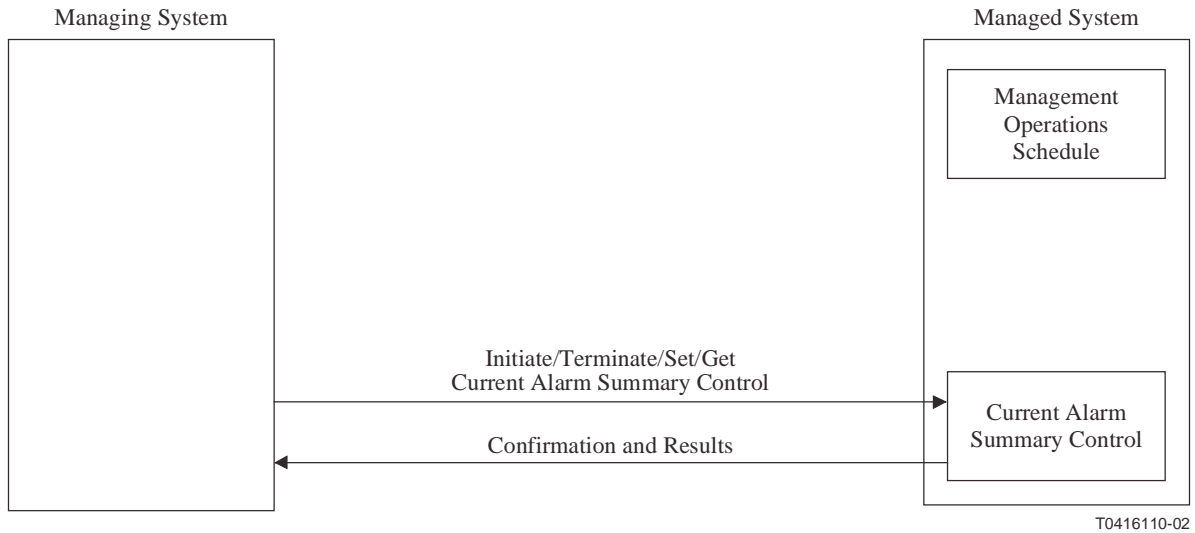 Managing System
Managed System
Management
Operations
Schedule
Initiate/Terminate/Set/Get
Current Alarm Summary Control
Current Alarm
Summary Control
Confirmation and Results
T0416110-02